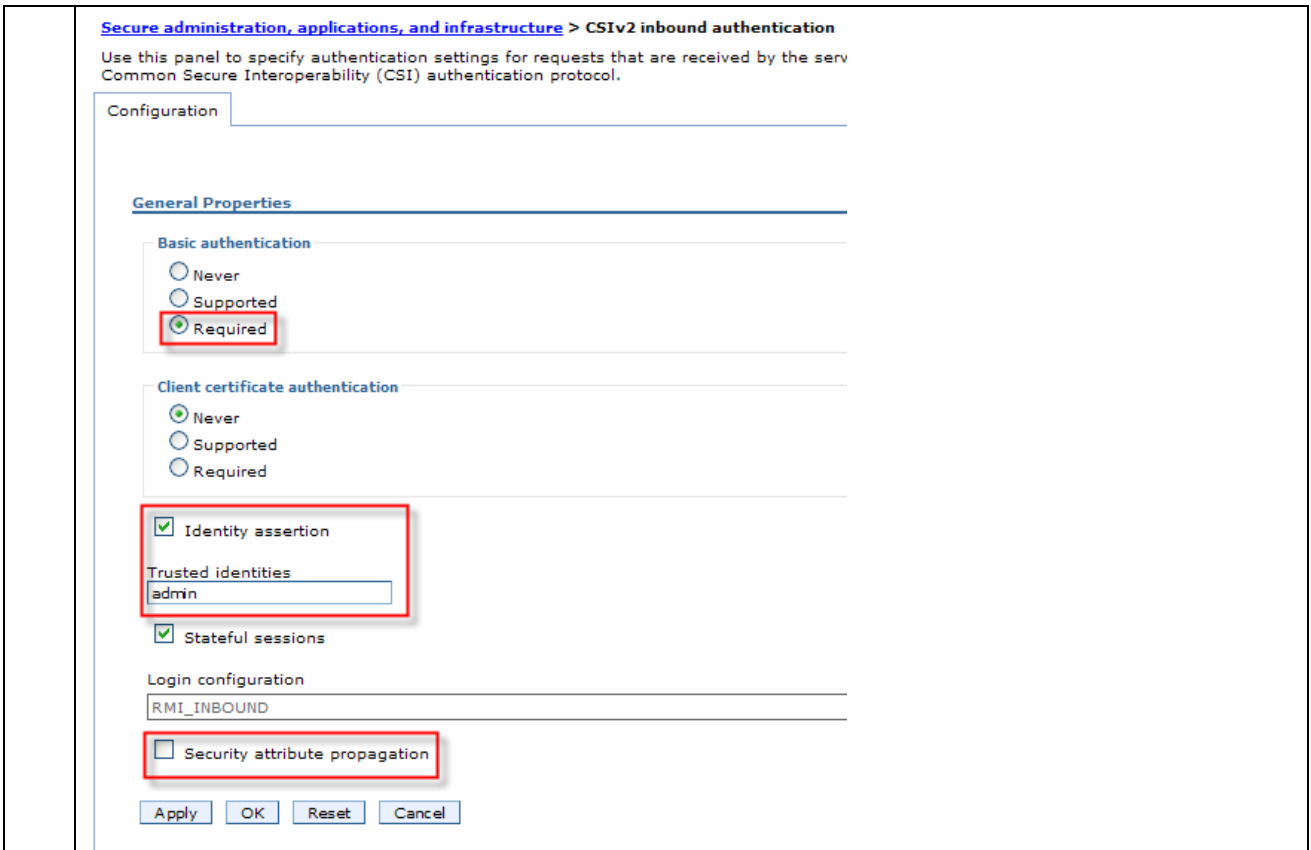 Secure administration, applications, and infrastructure > CSIv2 inbound authentication
Use this panel to specify authentication settings for requests that are received by the serv
Common Secure Interoperability (CSI) authentication protocol.
Configuration
General Properties
Basic authentication
Never
Supported
Required
Client certificate authentication
Never
Supported
Required
Identity assertion
Trusted identities
admin
Stateful sessions
Login configuration
RMI_INBOUND
Security attribute propagation
Apply OK Reset Cancel